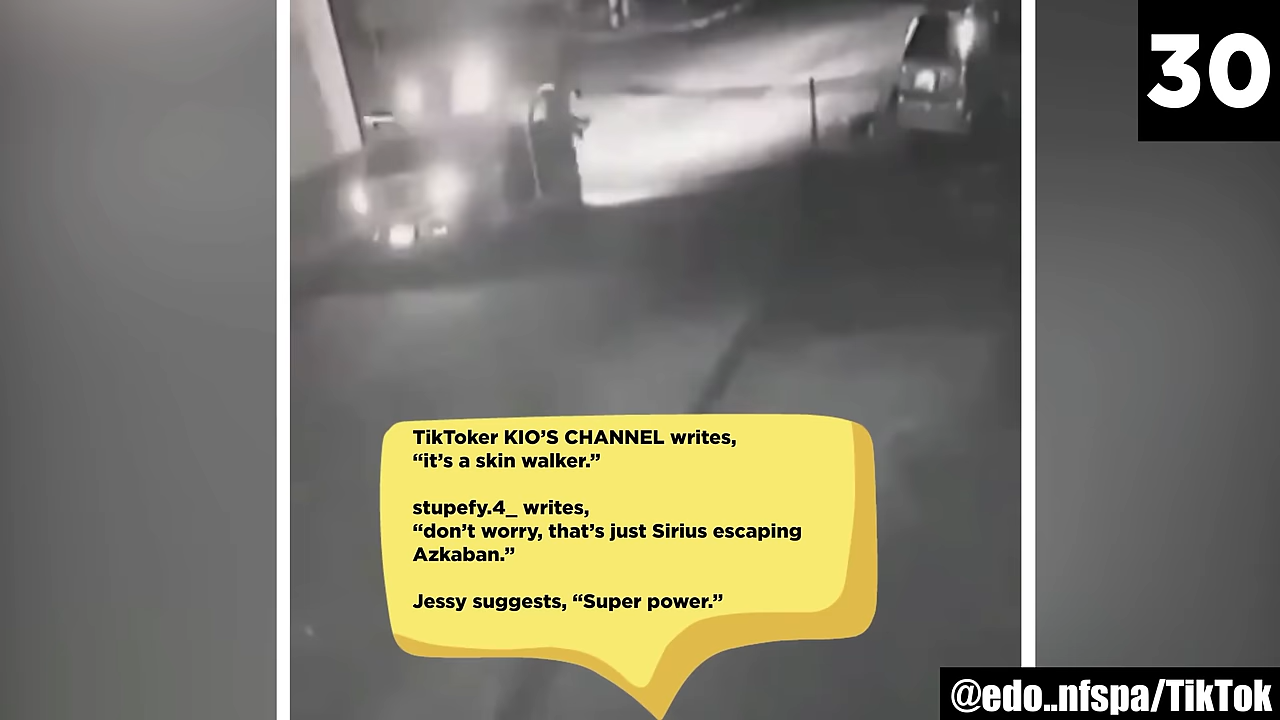 30
TikToker KIO’S CHANNEL writes,
“it’s a skin walker.”
stupefy.4_ writes,
“don’t worry, that’s just Sirius escaping
Azkaban.”
Jessy suggests, “Super power.”
@edo..nfspa/TikTok